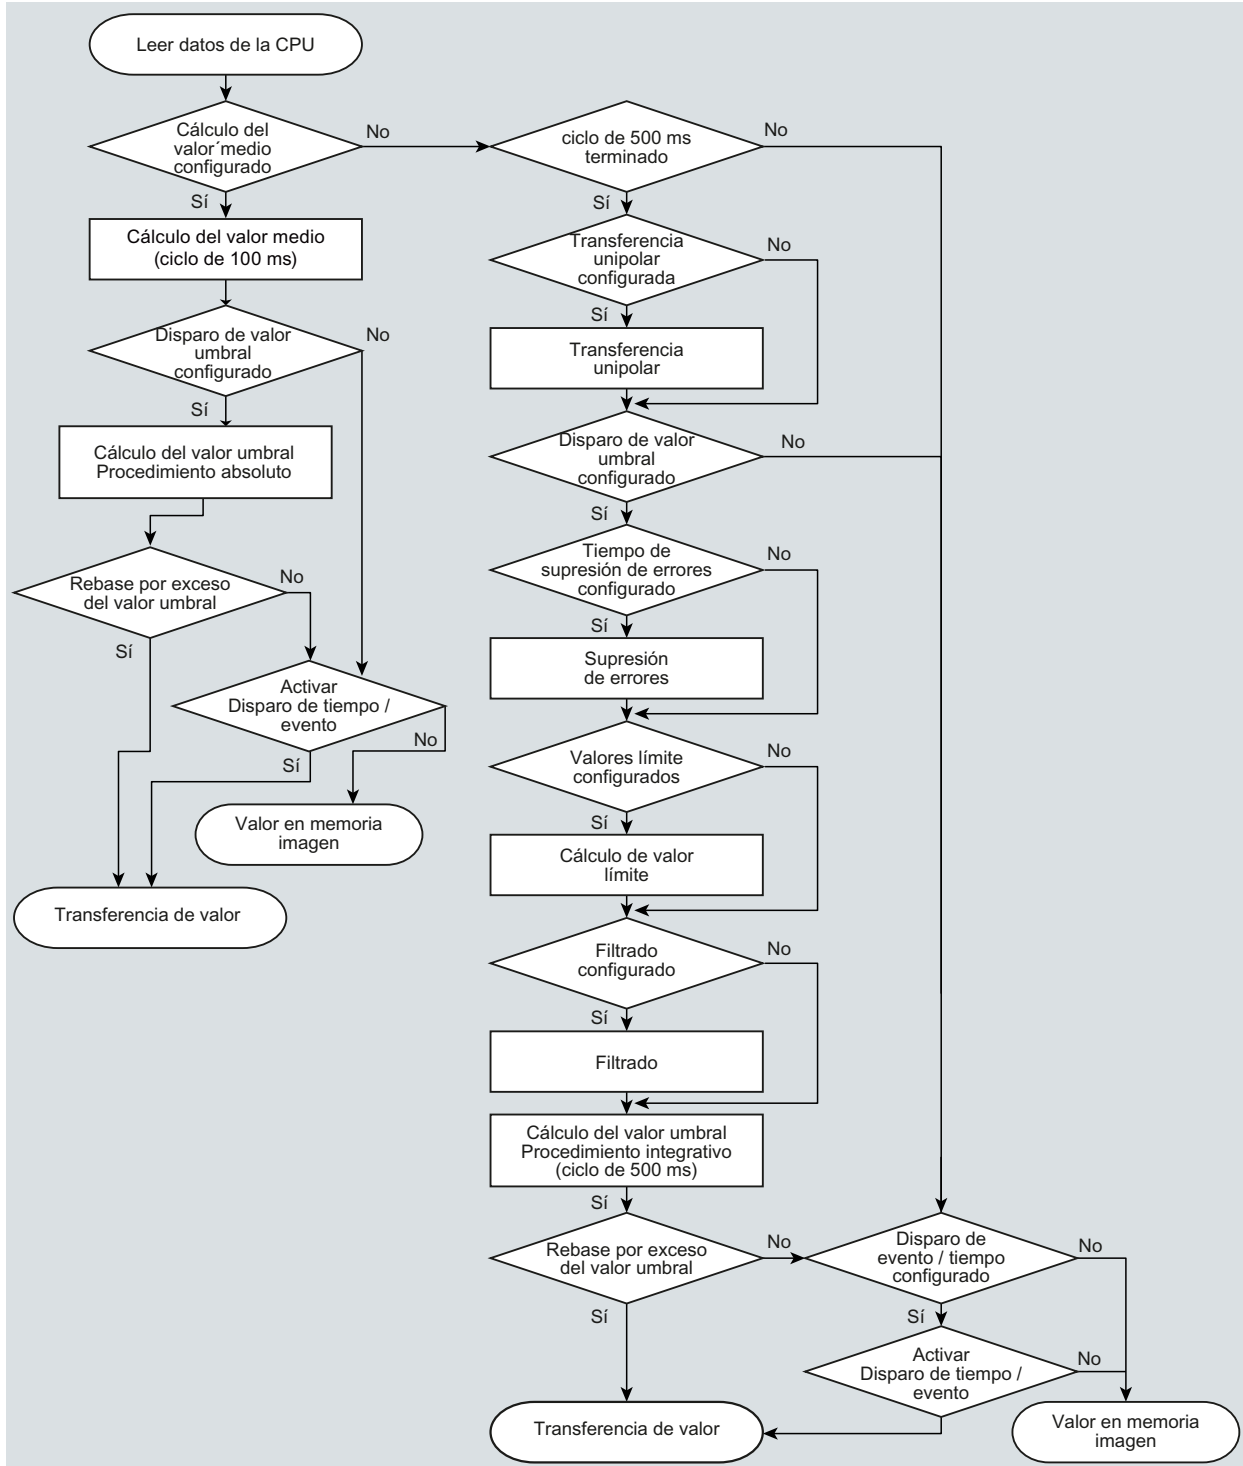 Leer datos de la CPU
Cálculo del
valor´medio
configurado
No
Sí
Cálculo del valor medio
(ciclo de 100 ms)
Disparo de valor
umbral
configurado
No
Sí
Cálculo del valor umbral
Procedimiento absoluto
Rebase por exceso
del valor umbral
No
Sí
Activar
Disparo de tiempo /
evento
No
Sí
Valor en memoria
imagen
Transferencia de valor
ciclo de 500 ms
terminado
No
Sí
Transferencia
unipolar
configurada
No
Sí
Transferencia
unipolar
Disparo de valor
umbral
configurado
No
Sí
Tiempo de
supresión de errores
configurado
No
Sí
Supresión
de errores
Valores límite
configurados
No
Sí
Cálculo de valor
límite
Filtrado
configurado
No
Sí
Filtrado
Cálculo del valor umbral
Procedimiento integrativo
(ciclo de 500 ms)
Sí
Rebase por exceso
del valor umbral
No
Sí
Disparo de
evento / tiempo
configurado
No
Sí
Activar
Disparo de tiempo /
evento
No
Transferencia de valor
Valor en memoria
imagen